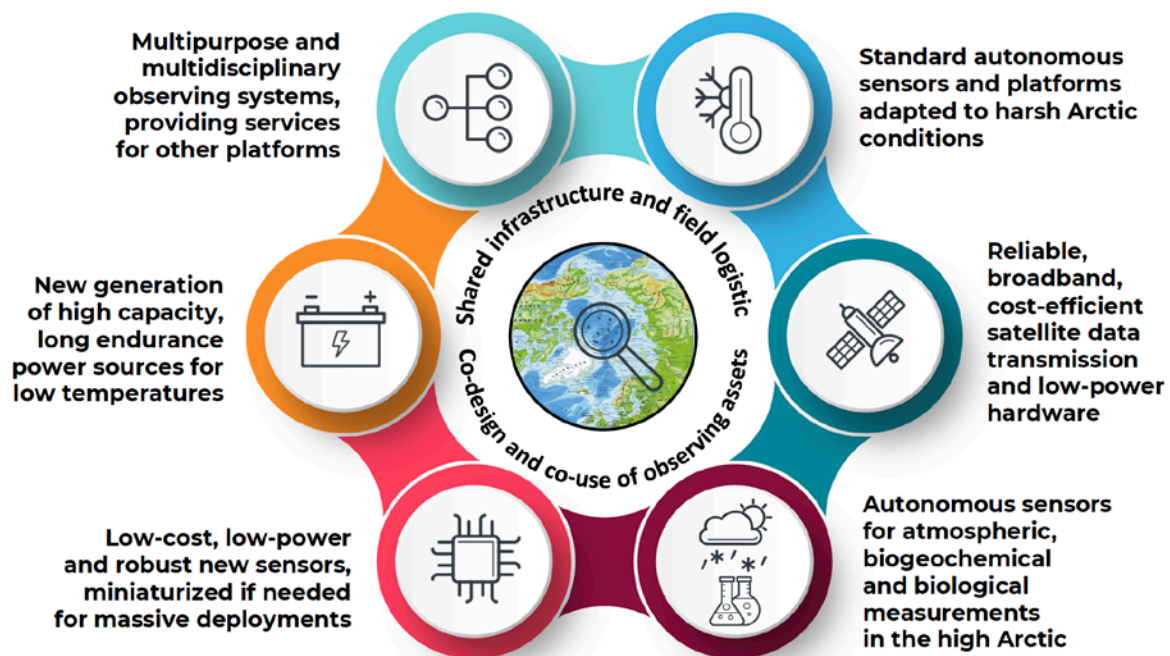 Multipurpose and
multidisciplinary
observing systems,
providing services
for other platforms
Standard autonomous
sensors and platforms
adapted to harsh Arctic
conditions
Shared infrastructure and field logistic
New generation
of high capacity,
long endurance
power sources for
low temperatures
Reliable,
broadband,
cost-efficient
satellite data
transmission
and low-power
hardware
Co-design and co-use of observing assets
Low-cost, low-power
and robust new sensors,
miniaturized if needed
for massive deployments
Autonomous sensors
for atmospheric,
biogeochemical
and biological
measurements
in the high Arctic